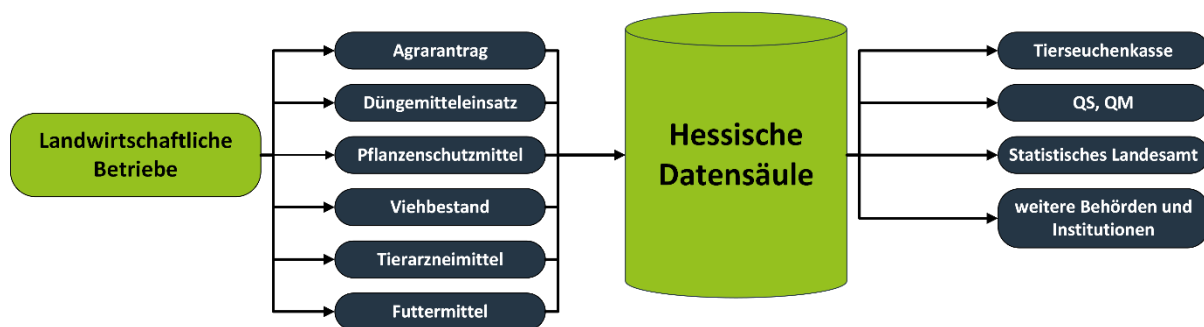 Landwirtschaftliche
Betriebe
Agrarantrag
Düngemitteleinsatz
Pflanzenschutzmittel
Viehbestand
Tierarzneimittel
Futtermittel
Hessische
Datensäule
Tierseuchenkasse
QS, QM
Statistisches Landesamt
weitere Behörden und
Institutionen